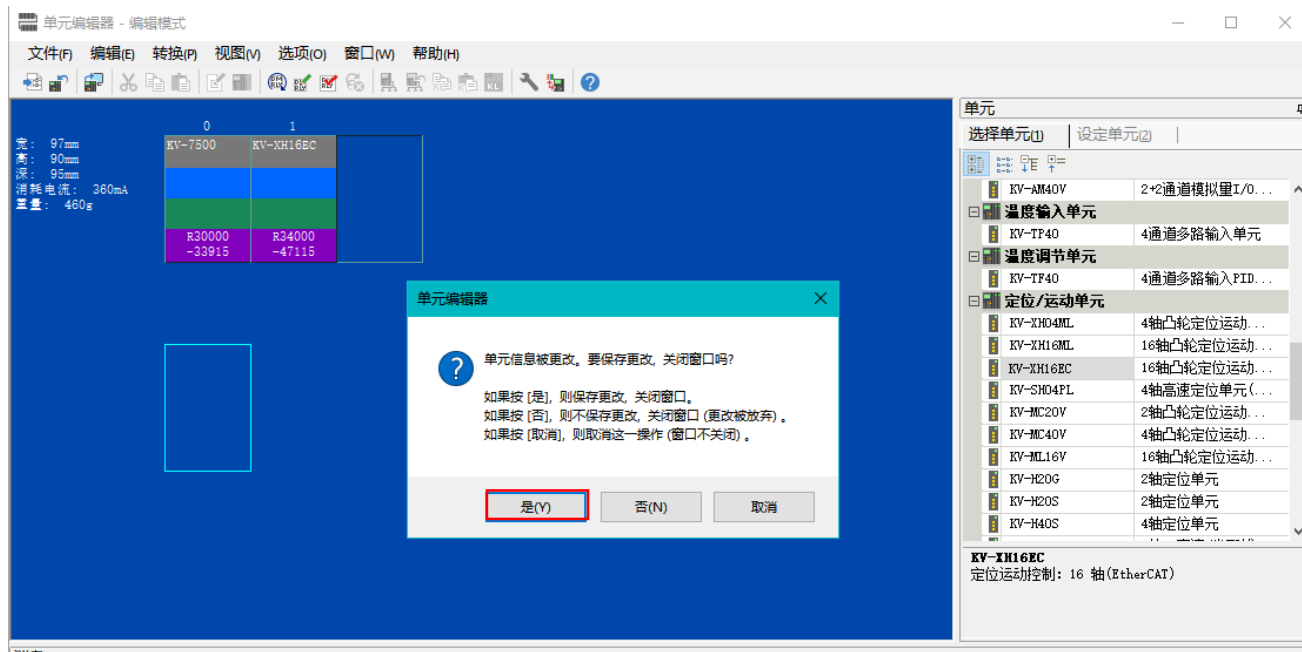 单元编辑器 - 编辑模式
文件(F) 编辑(E) 转换(P) 视图(V) 选项(O) 窗口(W) 帮助(H)
0 1
宽: 97mm
高: 90mm
深: 95mm
消耗电流: 360mA
重量: 460g
KV-7500 KV-XH16EC
R30000 R34000
-33915 -47115
单元编辑器
单元信息被更改。要保存更改, 关闭窗口吗?
如果按 [是], 则保存更改, 关闭窗口。
如果按 [否], 则不保存更改, 关闭窗口 (更改被放弃) 。
如果按 [取消], 则取消这一操作 (窗口不关闭) 。
是(Y) 否(N) 取消
单元
选择单元(1) 设定单元(2)
KV-AM40V 2+2通道模拟量I/O...
温度输入单元
KV-TP40 4通道多路输入单元
温度调节单元
KV-TF40 4通道多路输入PID...
定位/运动单元
KV-XH04ML 4轴凸轮定位运动...
KV-XH16ML 16轴凸轮定位运动...
KV-XH16EC 16轴凸轮定位运动...
KV-SH04PL 4轴高速定位单元(...
KV-MC20V 2轴凸轮定位运动...
KV-MC40V 4轴凸轮定位运动...
KV-ML16V 16轴凸轮定位运动...
KV-H20G 2轴定位单元
KV-H20S 2轴定位单元
KV-H40S 4轴定位单元
KV-XH16EC
定位运动控制: 16 轴(EtherCAT)